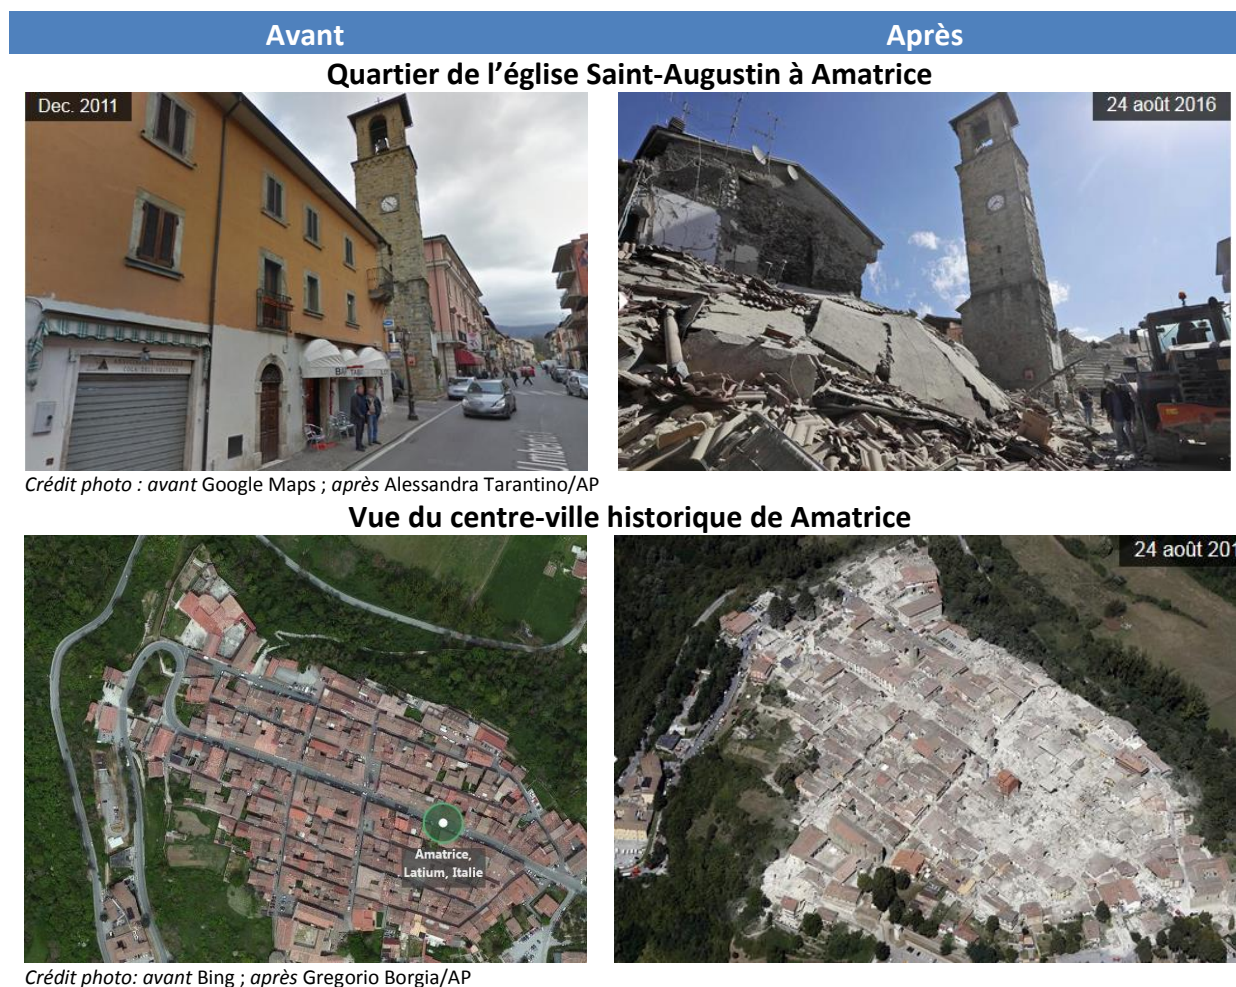 Avant
Après
Quartier de l’église Saint-Augustin à Amatrice
Dec. 2011
24 août 2016
Umberto I
Crédit photo : avant Google Maps ; après Alessandra Tarantino/AP
Vue du centre-ville historique de Amatrice
24 août 201
Amatrice,
Latium, Italie
Crédit photo: avant Bing ; après Gregorio Borgia/AP